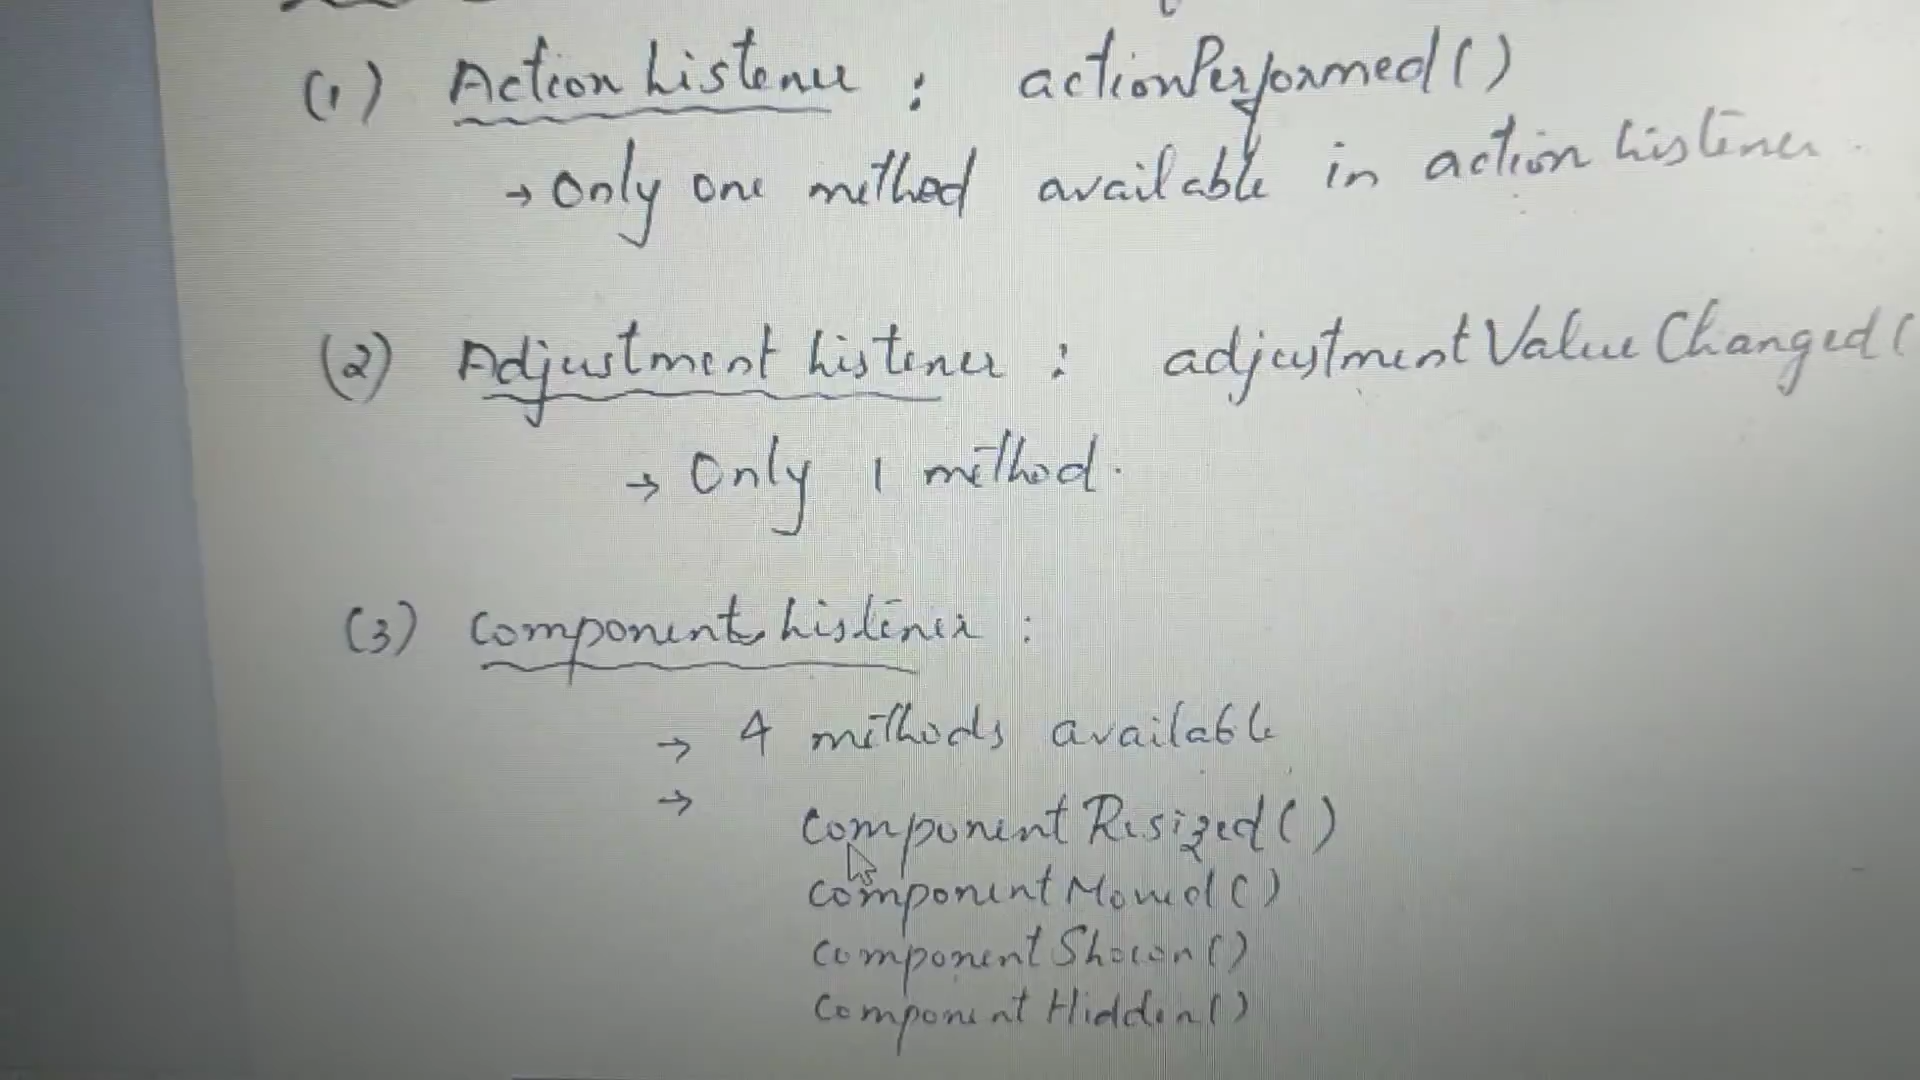 (1) Action Listener : actionPerformed()
→ Only one method available in action Listener.
(2) Adjustment Listener : adjustmentValueChanged(
→ Only 1 method.
(3) Component Listener :
→ 4 methods available
→ componentResized()
componentMoved()
componentShown()
componentHidden()